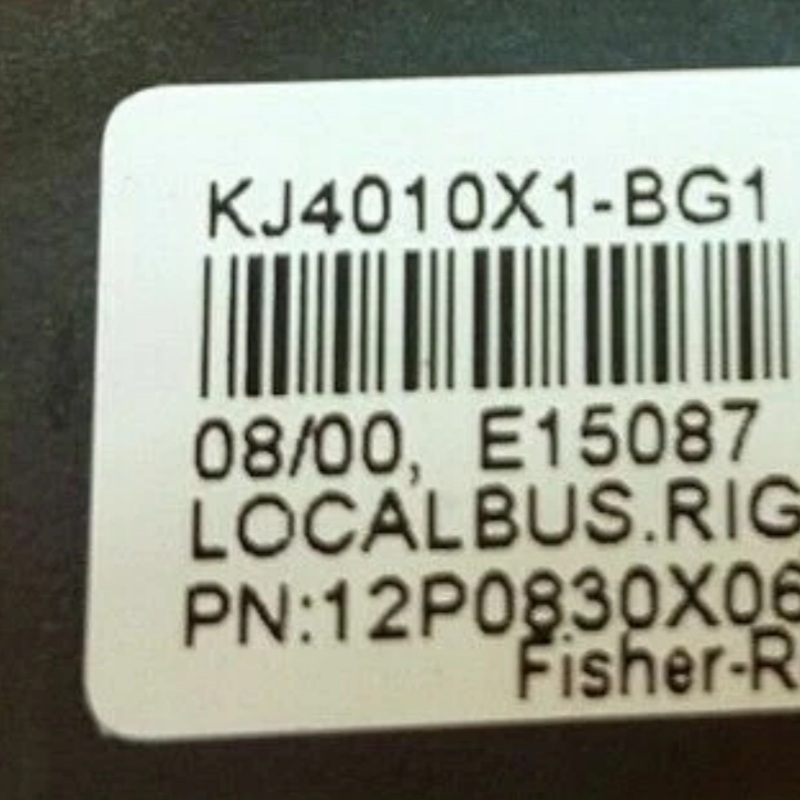 KJ4010X1-BG1
08/00, E15087
LOCALBUS.RIG
PN:12P0830X06
Fisher-R